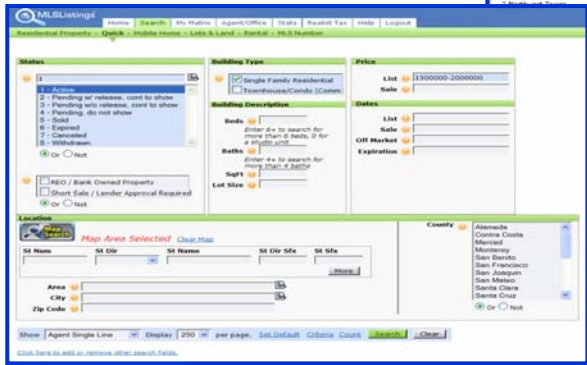 MLSListings
Home Search My Matrix Agent/Office Stats Realist Tax Help Logout
Residential Property - Quick - Mobile Home - Lots & Land - Rental - MLS Number
Status
1
1 - Active
2 - Pending w/ release, cont to show
3 - Pending w/o release, cont to show
4 - Pending, do not show
5 - Sold
6 - Expired
7 - Canceled
8 - Withdrawn
Or Not
REO / Bank Owned Property
Short Sale / Lender Approval Required
Or Not
Building Type
Single Family Residential
Townhouse/Condo (Comm
Building Description
Beds
Enter 6+ to search for
more than 6 beds, 0 for
a studio unit
Baths
Enter 4+ to search for
more than 4 baths
SqFt
Lot Size
Price
List 1500000-2000000
Sale
Dates
List
Sale
Off Market
Expiration
Location
Map Search
Map Area Selected Clear Map
St Num St Dir St Name St Dir Sfx St Sfx
More
Area
City
Zip Code
County
Alameda
Contra Costa
Merced
Monterey
San Benito
San Francisco
San Joaquin
San Mateo
Santa Clara
Santa Cruz
Or Not
Show Agent Single Line Display 250 per page. Set Default Criteria Count Search Clear
Click here to add or remove other search fields.